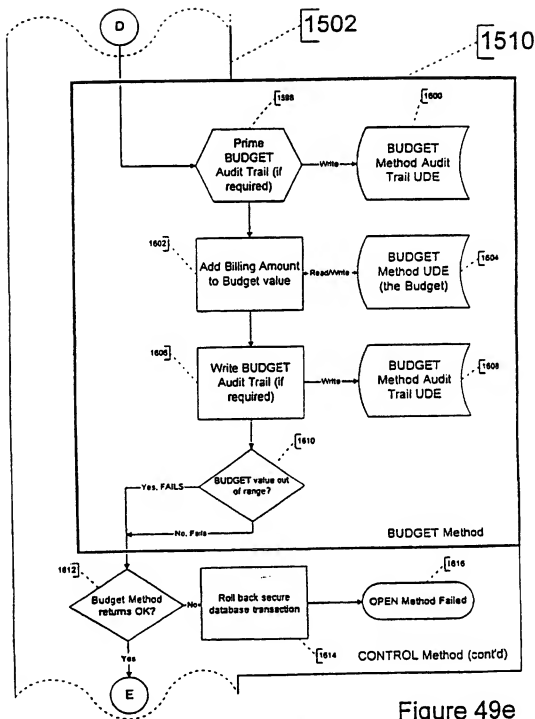 D
1502
1510
1598
1600
Prime
BUDGET
Audit Trail (if
required)
Write
BUDGET
Method Audit
Trail UDE
1602
Add Billing Amount
to Budget value
Read/Write
BUDGET
Method UDE
(the Budget)
1604
1606
Write BUDGET
Audit Trail (if
required)
Write
BUDGET
Method Audit
Trail UDE
1608
1610
BUDGET value out
of range?
Yes, FAILS
No, Fails
BUDGET Method
1612
Budget Method
returns OK?
No
Roll back secure
database transaction
1614
1616
OPEN Method Failed
Yes
CONTROL Method (cont'd)
E
Figure 49e